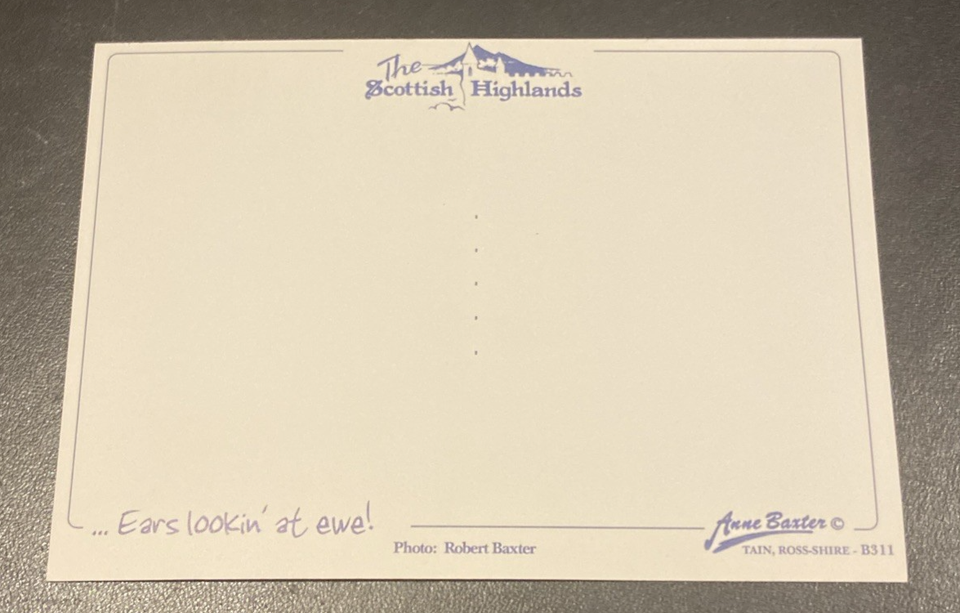 The
Scottish Highlands
... Ears lookin' at ewe!
Photo: Robert Baxter
Anne Baxter ©
TAIN, ROSS-SHIRE - B311